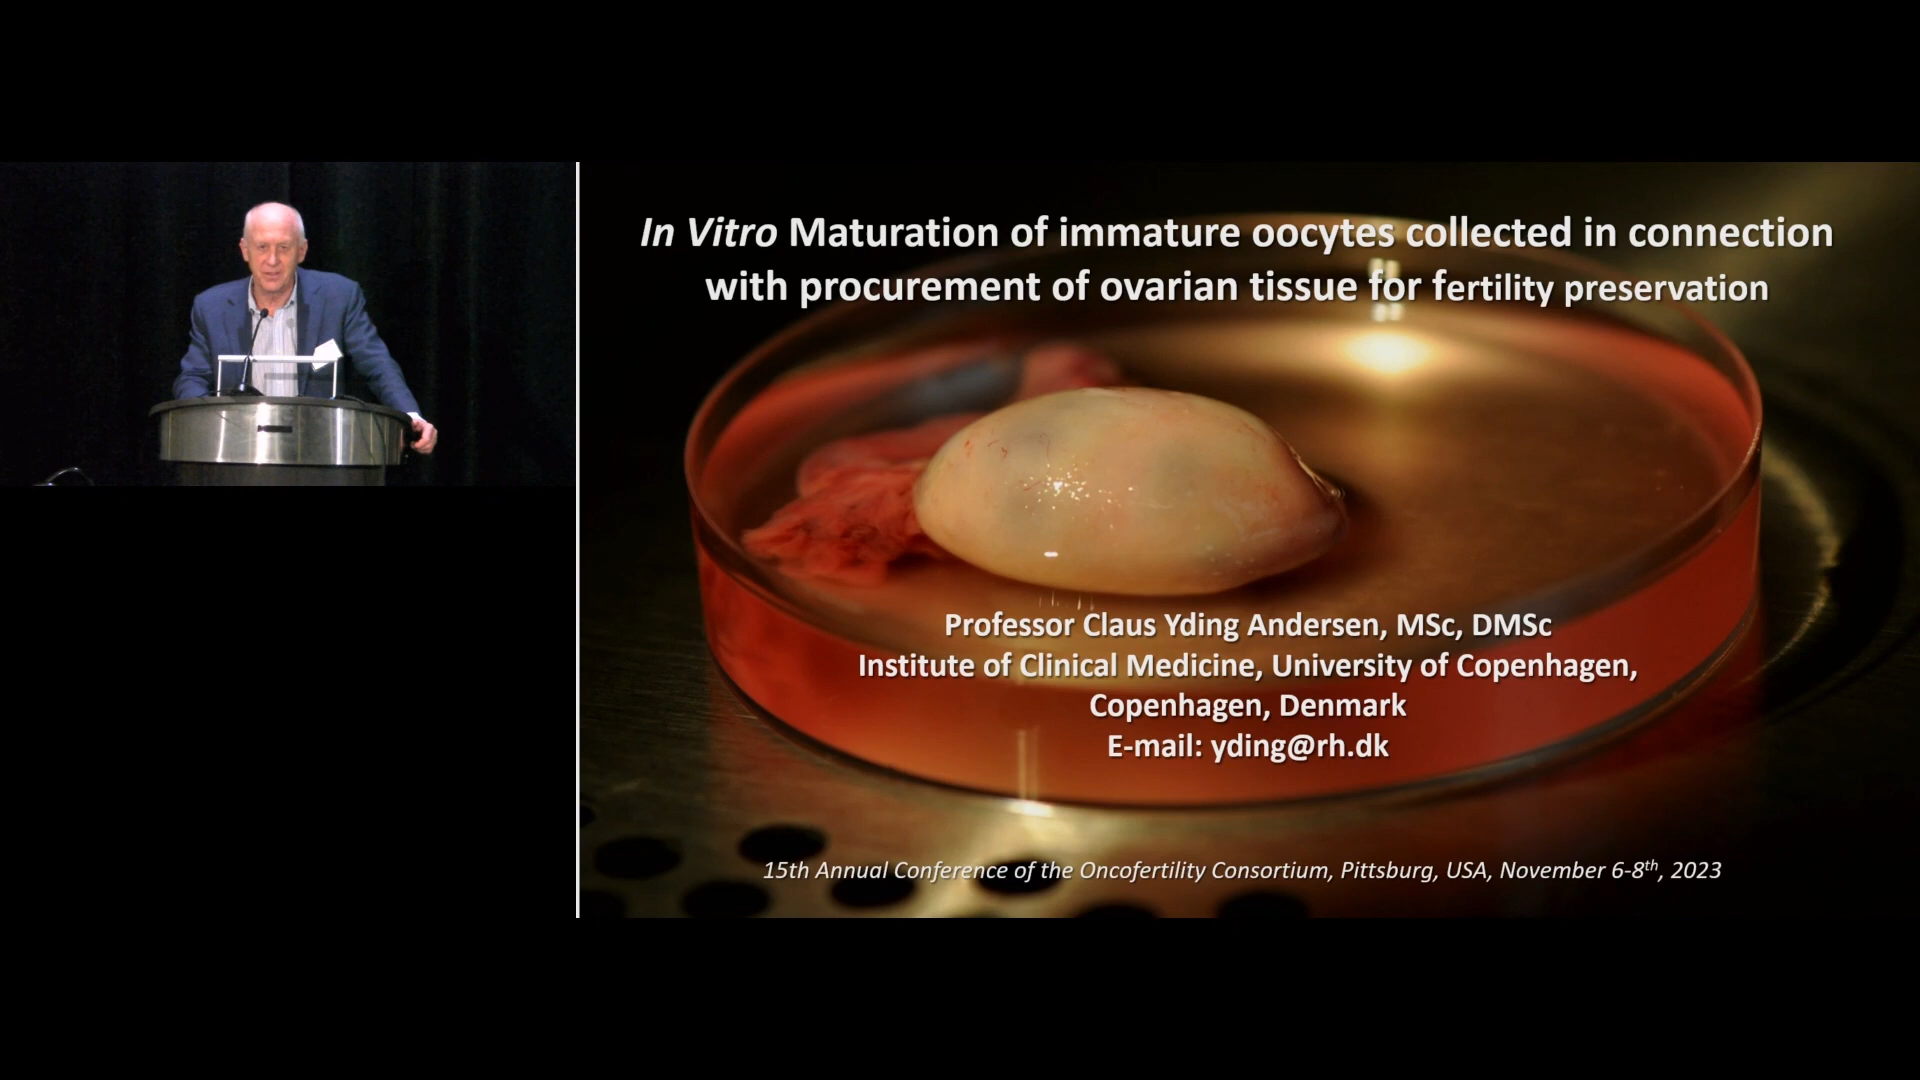 In Vitro Maturation of immature oocytes collected in connection
with procurement of ovarian tissue for fertility preservation
Professor Claus Yding Andersen, MSc, DMSc
Institute of Clinical Medicine, University of Copenhagen,
Copenhagen, Denmark
E-mail: yding@rh.dk
15th Annual Conference of the Oncofertility Consortium, Pittsburg, USA, November 6-8th, 2023